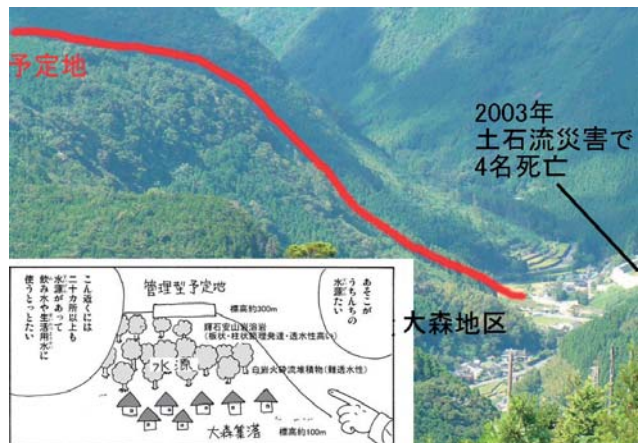 予定地
2003年
土石流災害で
4名死亡
大森地区
あそこが
うちんちの
水源たい
管理型予定地
標高約300m
輝石安山岩溶岩
(板状・柱状節理発達・透水性高い)
水源
白岩火砕流堆積物(難透水性)
大森集落
標高約100m
こん近くには
二十カ所以上も
水源があって
飲み水や生活用水に
使うとっとたい